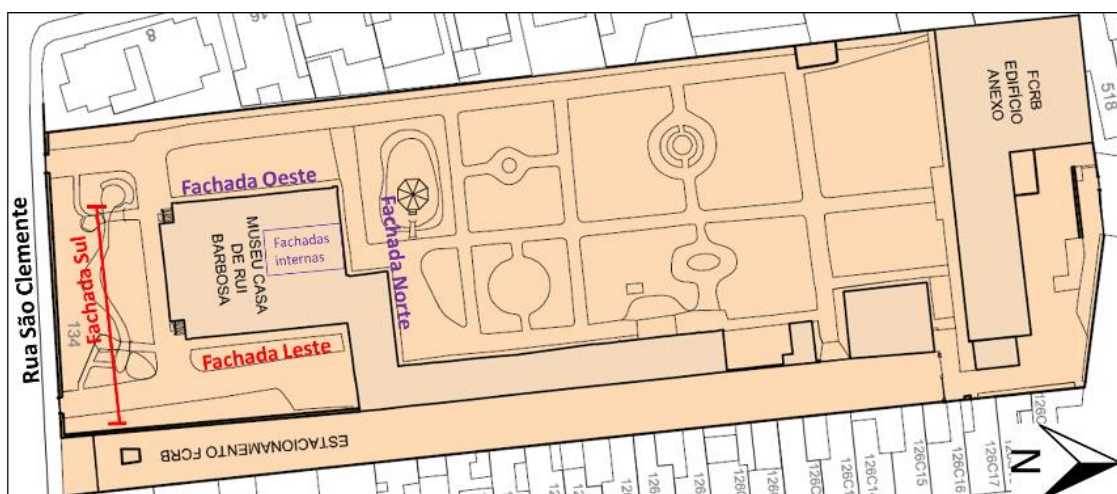 Rua São Clemente
8
134
Fachada Sul
Fachada Oeste
MUSEU CASA
DE RUI
BARBOSA
Fachadas
internas
Fachada Norte
Fachada Leste
ESTACIONAMENTO FCRB
FCRB
EDIFÍCIO
ANEXO
518
126C15
126C16
126C17
N